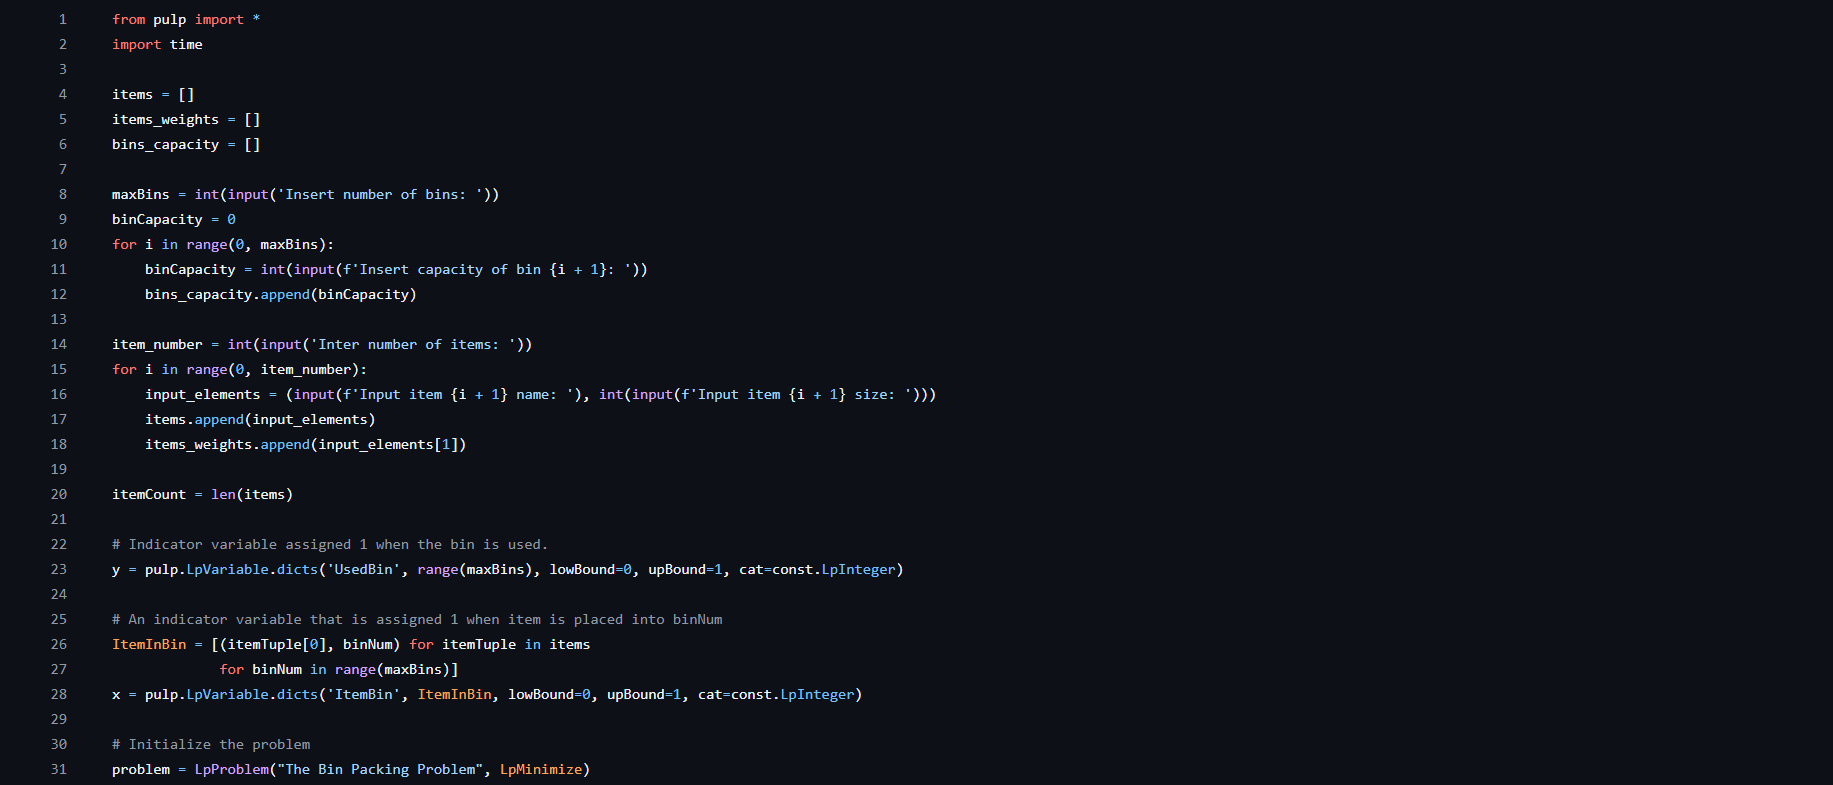 1 from pulp import *
2 import time
3
4 items = []
5 items_weights = []
6 bins_capacity = []
7
8 maxBins = int(input('Insert number of bins: '))
9 binCapacity = 0
10 for i in range(0, maxBins):
11     binCapacity = int(input(f'Insert capacity of bin {i + 1}: '))
12     bins_capacity.append(binCapacity)
13
14 item_number = int(input('Inter number of items: '))
15 for i in range(0, item_number):
16     input_elements = (input(f'Input item {i + 1} name: '), int(input(f'Input item {i + 1} size: ')))
17     items.append(input_elements)
18     items_weights.append(input_elements[1])
19
20 itemCount = len(items)
21
22 # Indicator variable assigned 1 when the bin is used.
23 y = pulp.LpVariable.dicts('UsedBin', range(maxBins), lowBound=0, upBound=1, cat=const.LpInteger)
24
25 # An indicator variable that is assigned 1 when item is placed into binNum
26 ItemInBin = [(itemTuple[0], binNum) for itemTuple in items
27              for binNum in range(maxBins)]
28 x = pulp.LpVariable.dicts('ItemBin', ItemInBin, lowBound=0, upBound=1, cat=const.LpInteger)
29
30 # Initialize the problem
31 problem = LpProblem("The Bin Packing Problem", LpMinimize)